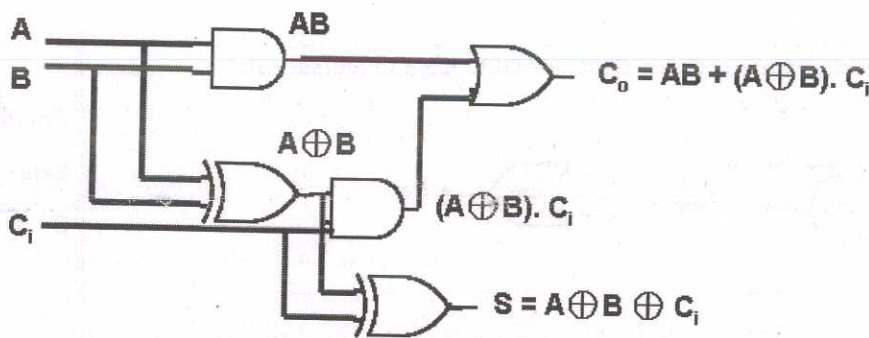 A
AB
B
C₀ = AB + (A ⊕ B). Cᵢ
A ⊕ B
(A ⊕ B). Cᵢ
Cᵢ
S = A ⊕ B ⊕ Cᵢ